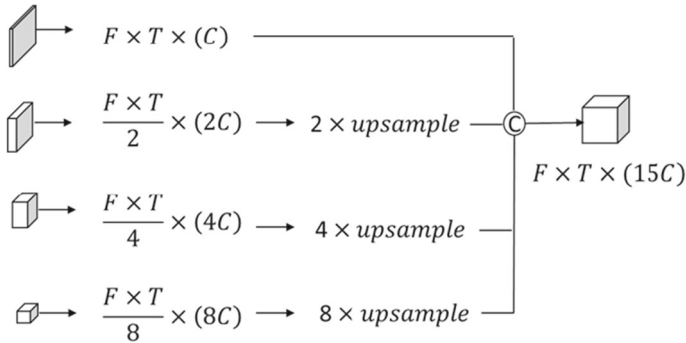 F × T × (C)
F × T / 2 × (2C) 2 × upsample C
F × T × (15C)
F × T / 4 × (4C) 4 × upsample
F × T / 8 × (8C) 8 × upsample